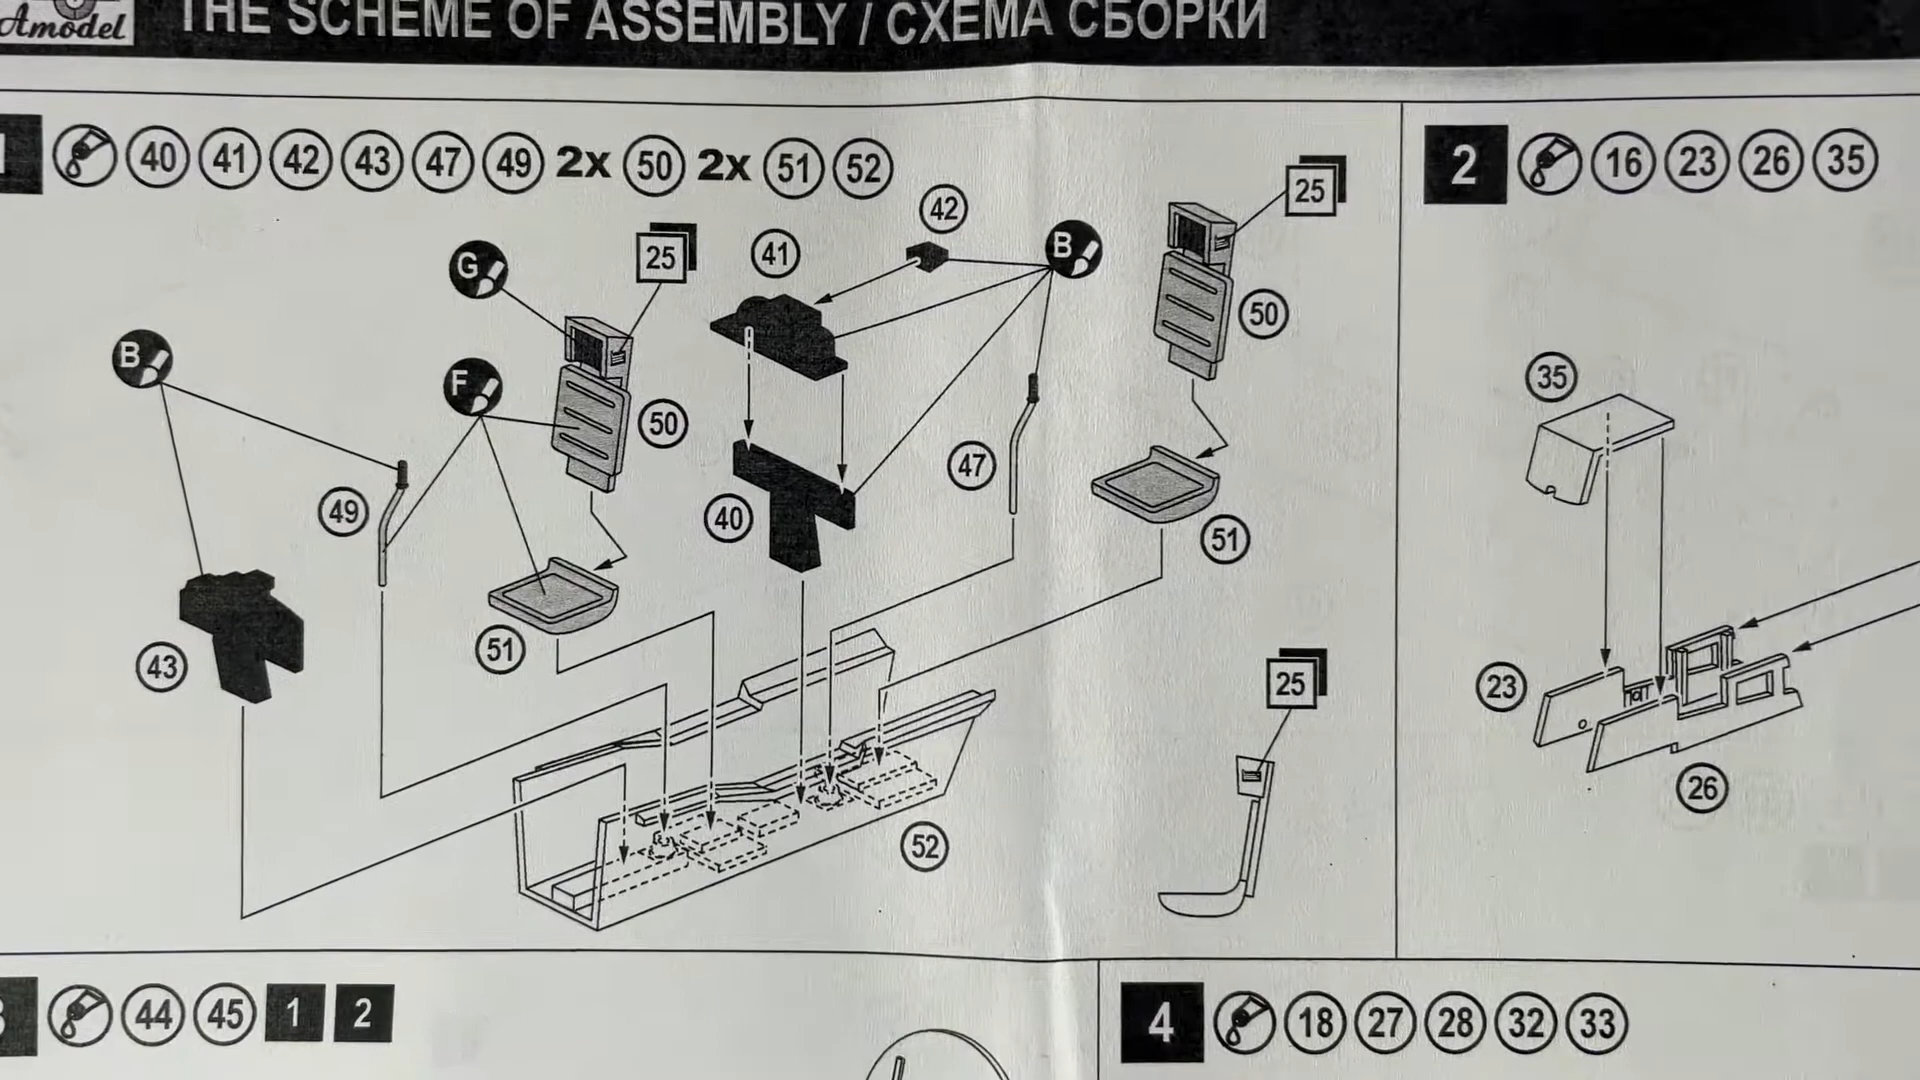 Amodel THE SCHEME OF ASSEMBLY / СХЕМА СБОРКИ
1 40 41 42 43 47 49 2x 50 2x 51 52
42
25
41
B
G
25
50
B
F
50
47
49
40
51
51
43
25
52
2 16 23 26 35
35
23
26
3 44 45 1 2
4 18 27 28 32 33